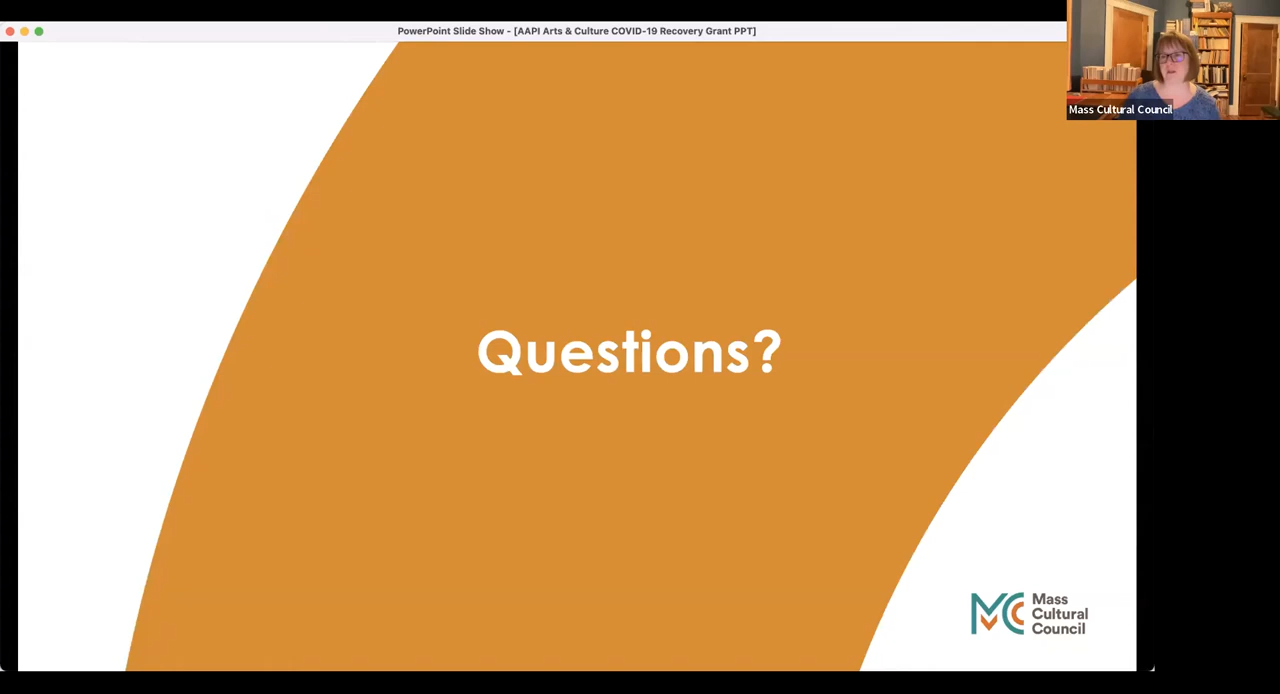 PowerPoint Slide Show - [AAPI Arts & Culture COVID-19 Recovery Grant PPT]
Mass Cultural Council
Questions?
Mass
Cultural
Council